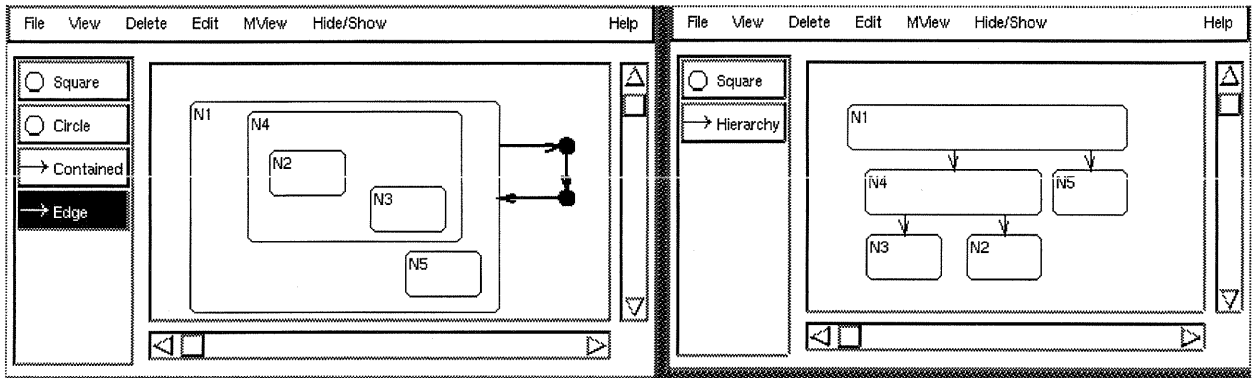 File View Delete Edit MView Hide/Show Help
Square
Circle
Contained
Edge
N1
N4
N2
N3
N5
File View Delete Edit MView Hide/Show Help
Square
Hierarchy
N1
N4 N5
N3 N2